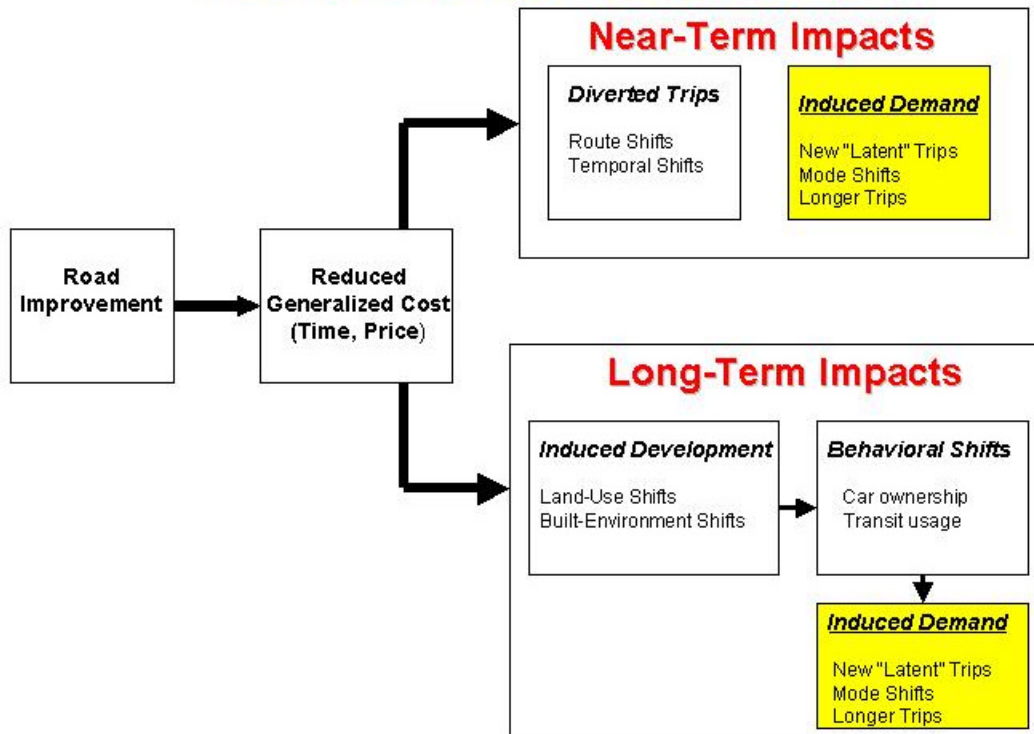 Near-Term Impacts
Diverted Trips
Route Shifts
Temporal Shifts
Induced Demand
New "Latent" Trips
Mode Shifts
Longer Trips
Road
Improvement
Reduced
Generalized Cost
(Time, Price)
Long-Term Impacts
Induced Development
Land-Use Shifts
Built-Environment Shifts
Behavioral Shifts
Car ownership
Transit usage
Induced Demand
New "Latent" Trips
Mode Shifts
Longer Trips